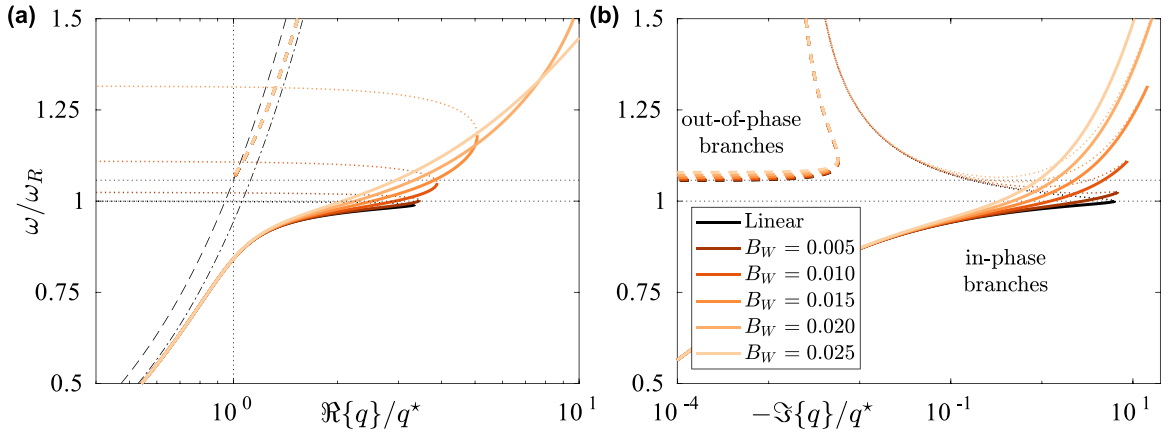 (a)
(b)
1.5
1.25
1
0.75
0.5
ω/ω_R
10^0
ℜ{q}/q⋆
10^1
1.5
1.25
1
0.75
0.5
out-of-phase
branches
Linear
B_W = 0.005
B_W = 0.010
B_W = 0.015
B_W = 0.020
B_W = 0.025
in-phase
branches
10^-4
−ℑ{q}/q⋆
10^-1
10^1